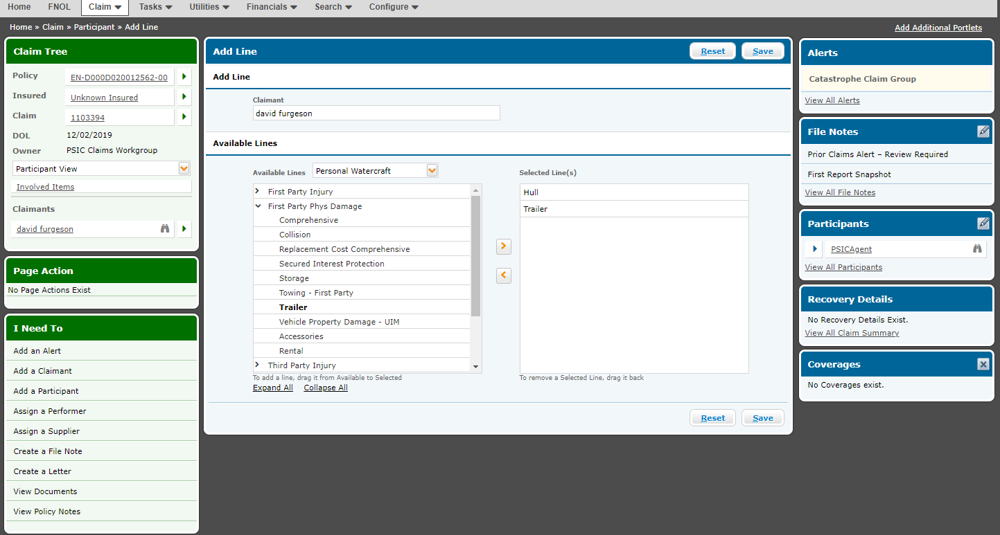 Home FNOL Claim Tasks Utilities Financials Search Configure
Home » Claim » Participant » Add Line
Add Additional Portlets
Claim Tree
Policy EN-D000D020012562-00
Insured Unknown Insured
Claim 1103394
DOL 12/02/2019
Owner PSIC Claims Workgroup
Participant View
Involved Items
Claimants
david furgeson
Page Action
No Page Actions Exist
I Need To
Add an Alert
Add a Claimant
Add a Participant
Assign a Performer
Assign a Supplier
Create a File Note
Create a Letter
View Documents
View Policy Notes
Add Line Reset Save
Add Line
Claimant
david furgeson
Available Lines
Available Lines Personal Watercraft
First Party Injury
First Party Phys Damage
Comprehensive
Collision
Replacement Cost Comprehensive
Secured Interest Protection
Storage
Towing - First Party
Trailer
Vehicle Property Damage - UIM
Accessories
Rental
Third Party Injury
To add a line, drag it from Available to Selected
Expand All Collapse All
Selected Line(s)
Hull
Trailer
To remove a Selected Line, drag it back
Reset Save
Alerts
Catastrophe Claim Group
View All Alerts
File Notes
Prior Claims Alert – Review Required
First Report Snapshot
View All File Notes
Participants
PSICAgent
View All Participants
Recovery Details
No Recovery Details Exist.
View All Claim Summary
Coverages
No Coverages exist.